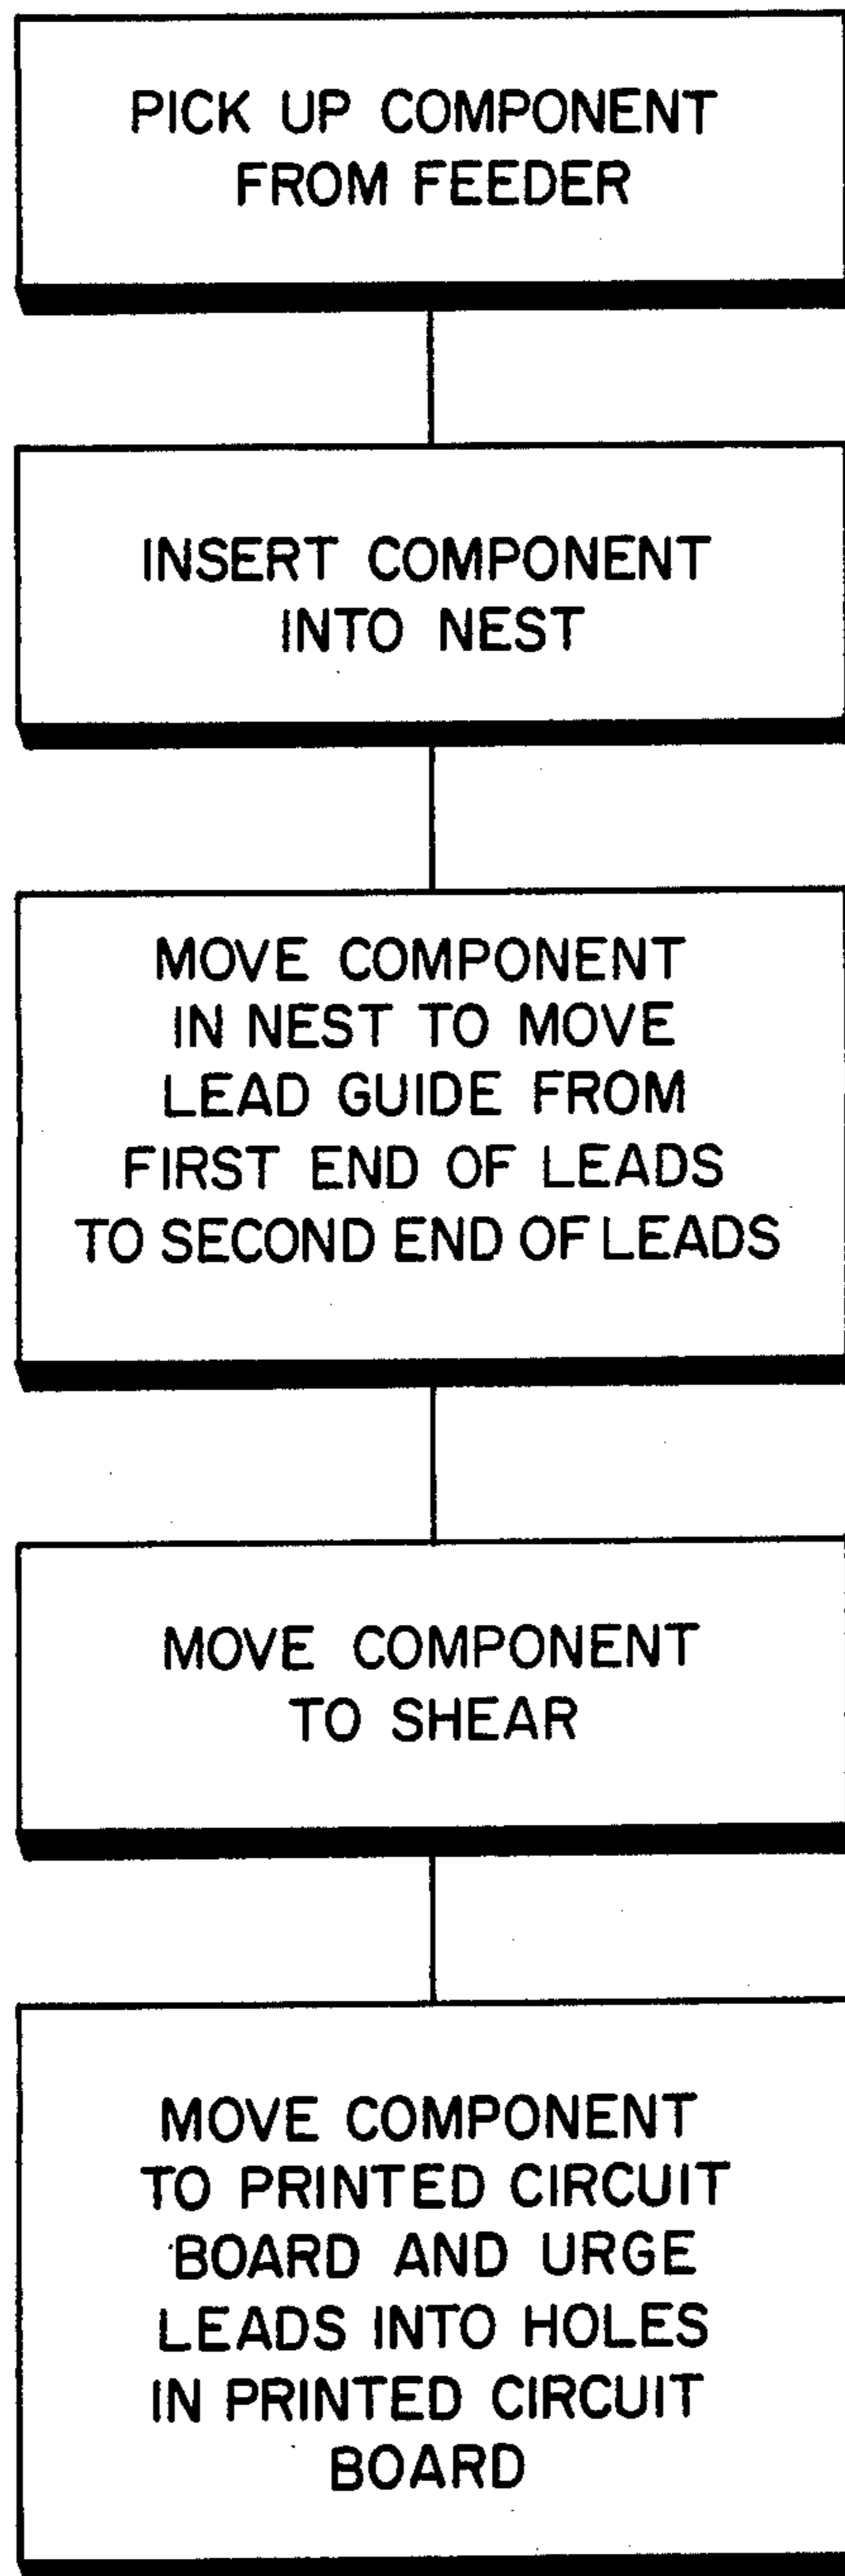 PICK UP COMPONENT
FROM FEEDER
INSERT COMPONENT
INTO NEST
MOVE COMPONENT
IN NEST TO MOVE
LEAD GUIDE FROM
FIRST END OF LEADS
TO SECOND END OF LEADS
MOVE COMPONENT
TO SHEAR
MOVE COMPONENT
TO PRINTED CIRCUIT
BOARD AND URGE
LEADS INTO HOLES
IN PRINTED CIRCUIT
BOARD